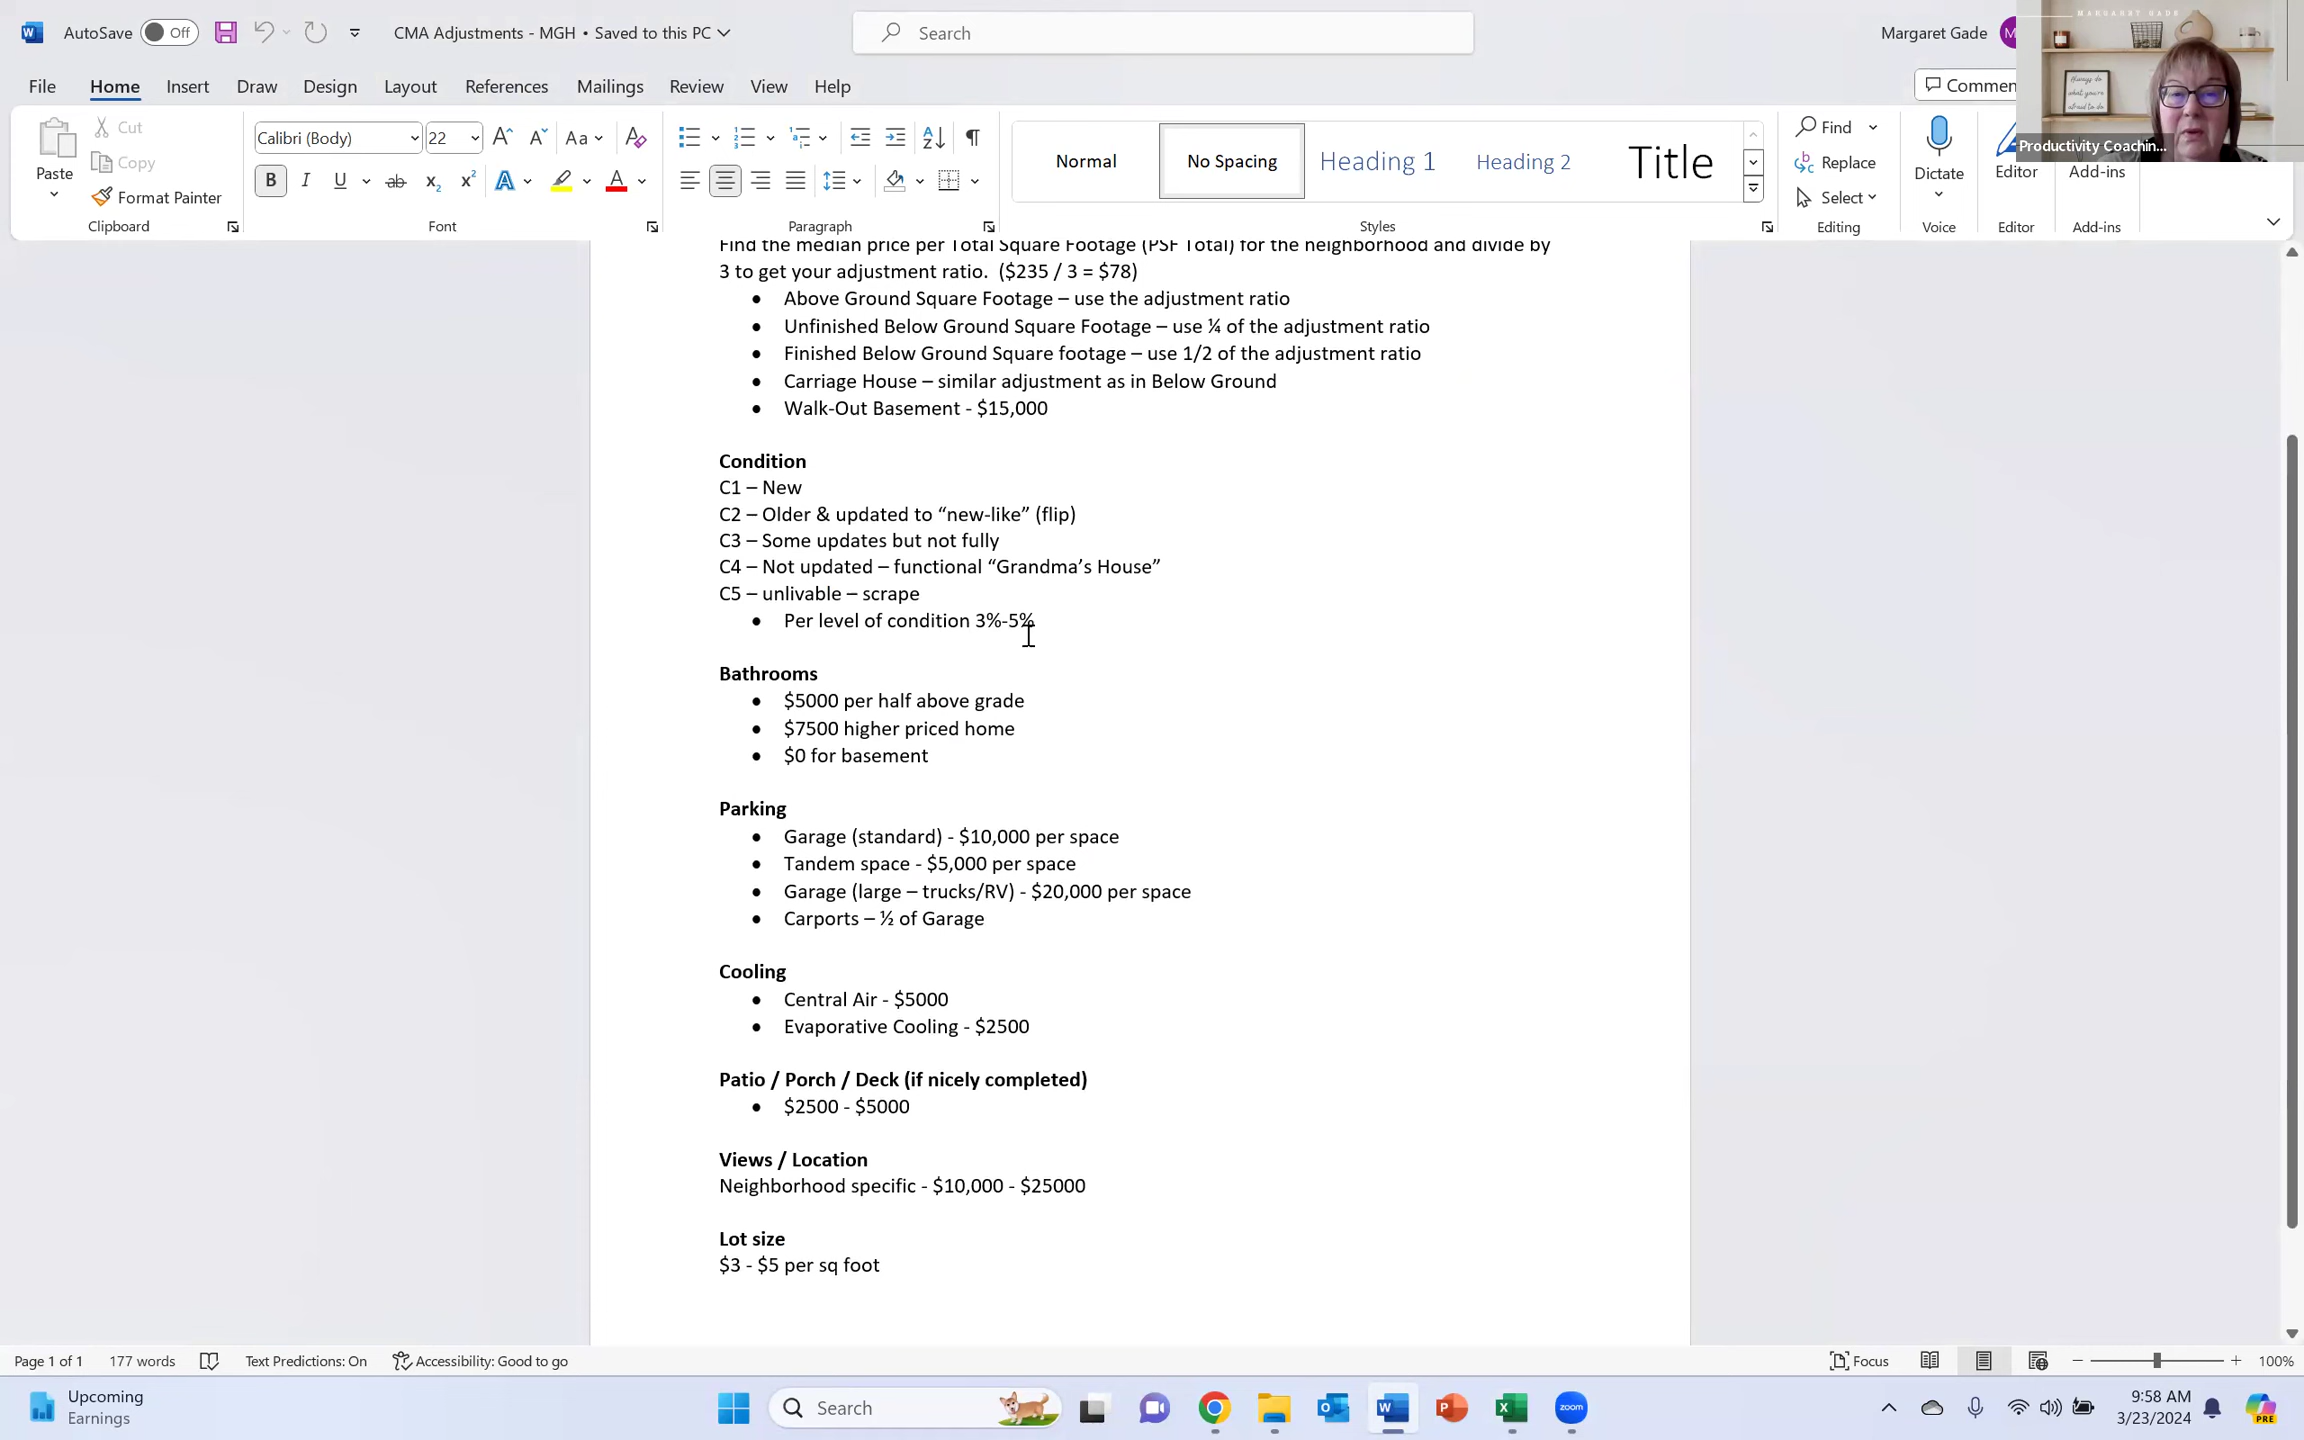 AutoSave Off CMA Adjustments - MGH • Saved to this PC Search Margaret Gade
MARGARET GADE
File Home Insert Draw Design Layout References Mailings Review View Help
Commen
Paste Cut Copy Format Painter
Clipboard
Calibri (Body) 22
Font
Paragraph
Normal No Spacing Heading 1 Heading 2 Title
Styles
Find Replace Select
Editing
Dictate
Voice
Editor
Editor
Add-ins
Add-ins
Productivity Coachin...
Find the median price per Total Square Footage (PSF Total) for the neighborhood and divide by
3 to get your adjustment ratio. ($235 / 3 = $78)
• Above Ground Square Footage – use the adjustment ratio
• Unfinished Below Ground Square Footage – use ¼ of the adjustment ratio
• Finished Below Ground Square footage – use 1/2 of the adjustment ratio
• Carriage House – similar adjustment as in Below Ground
• Walk-Out Basement - $15,000
Condition
C1 – New
C2 – Older & updated to “new-like” (flip)
C3 – Some updates but not fully
C4 – Not updated – functional “Grandma’s House”
C5 – unlivable – scrape
• Per level of condition 3%-5%
Bathrooms
• $5000 per half above grade
• $7500 higher priced home
• $0 for basement
Parking
• Garage (standard) - $10,000 per space
• Tandem space - $5,000 per space
• Garage (large – trucks/RV) - $20,000 per space
• Carports – ½ of Garage
Cooling
• Central Air - $5000
• Evaporative Cooling - $2500
Patio / Porch / Deck (if nicely completed)
• $2500 - $5000
Views / Location
Neighborhood specific - $10,000 - $25000
Lot size
$3 - $5 per sq foot
Page 1 of 1 177 words Text Predictions: On Accessibility: Good to go Focus 100%
Upcoming
Earnings
Search
zoom
9:58 AM
3/23/2024
PRE